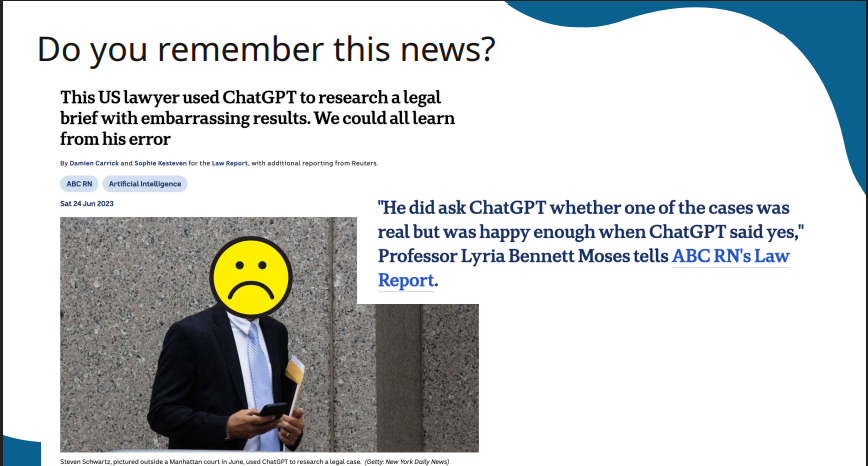 Do you remember this news?
This US lawyer used ChatGPT to research a legal
brief with embarrassing results. We could all learn
from his error
By Damien Carrick and Sophie Kesteven for the Law Report, with additional reporting from Reuters.
ABC RN Artificial Intelligence
Sat 24 Jun 2023
"He did ask ChatGPT whether one of the cases was
real but was happy enough when ChatGPT said yes,"
Professor Lyria Bennett Moses tells ABC RN's Law
Report.
Steven Schwartz, pictured outside a Manhattan court in June, used ChatGPT to research a legal case. (Getty: New York Daily News)